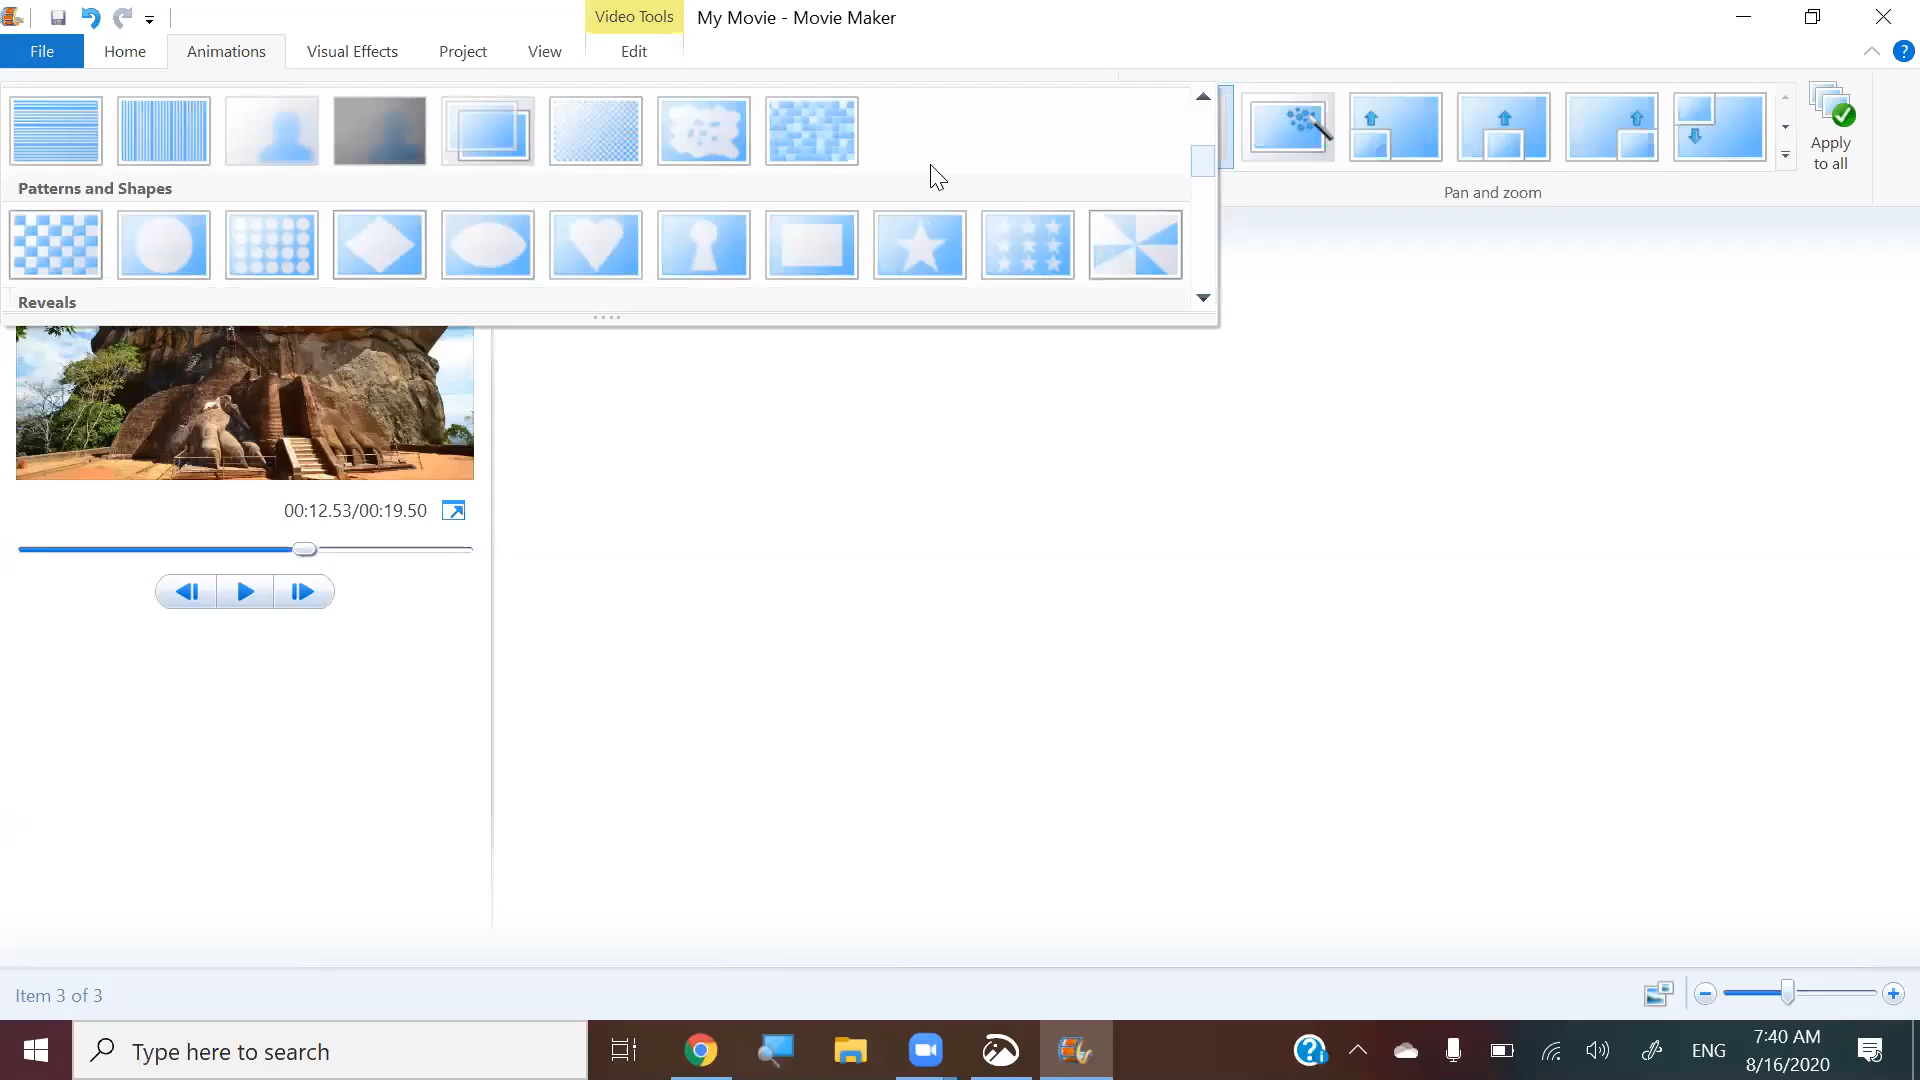 Video Tools
My Movie - Movie Maker
File
Home
Animations
Visual Effects
Project
View
Edit
?
Patterns and Shapes
Reveals
Apply
to all
Pan and zoom
00:12.53/00:19.50
Item 3 of 3
Type here to search
ENG
7:40 AM
8/16/2020